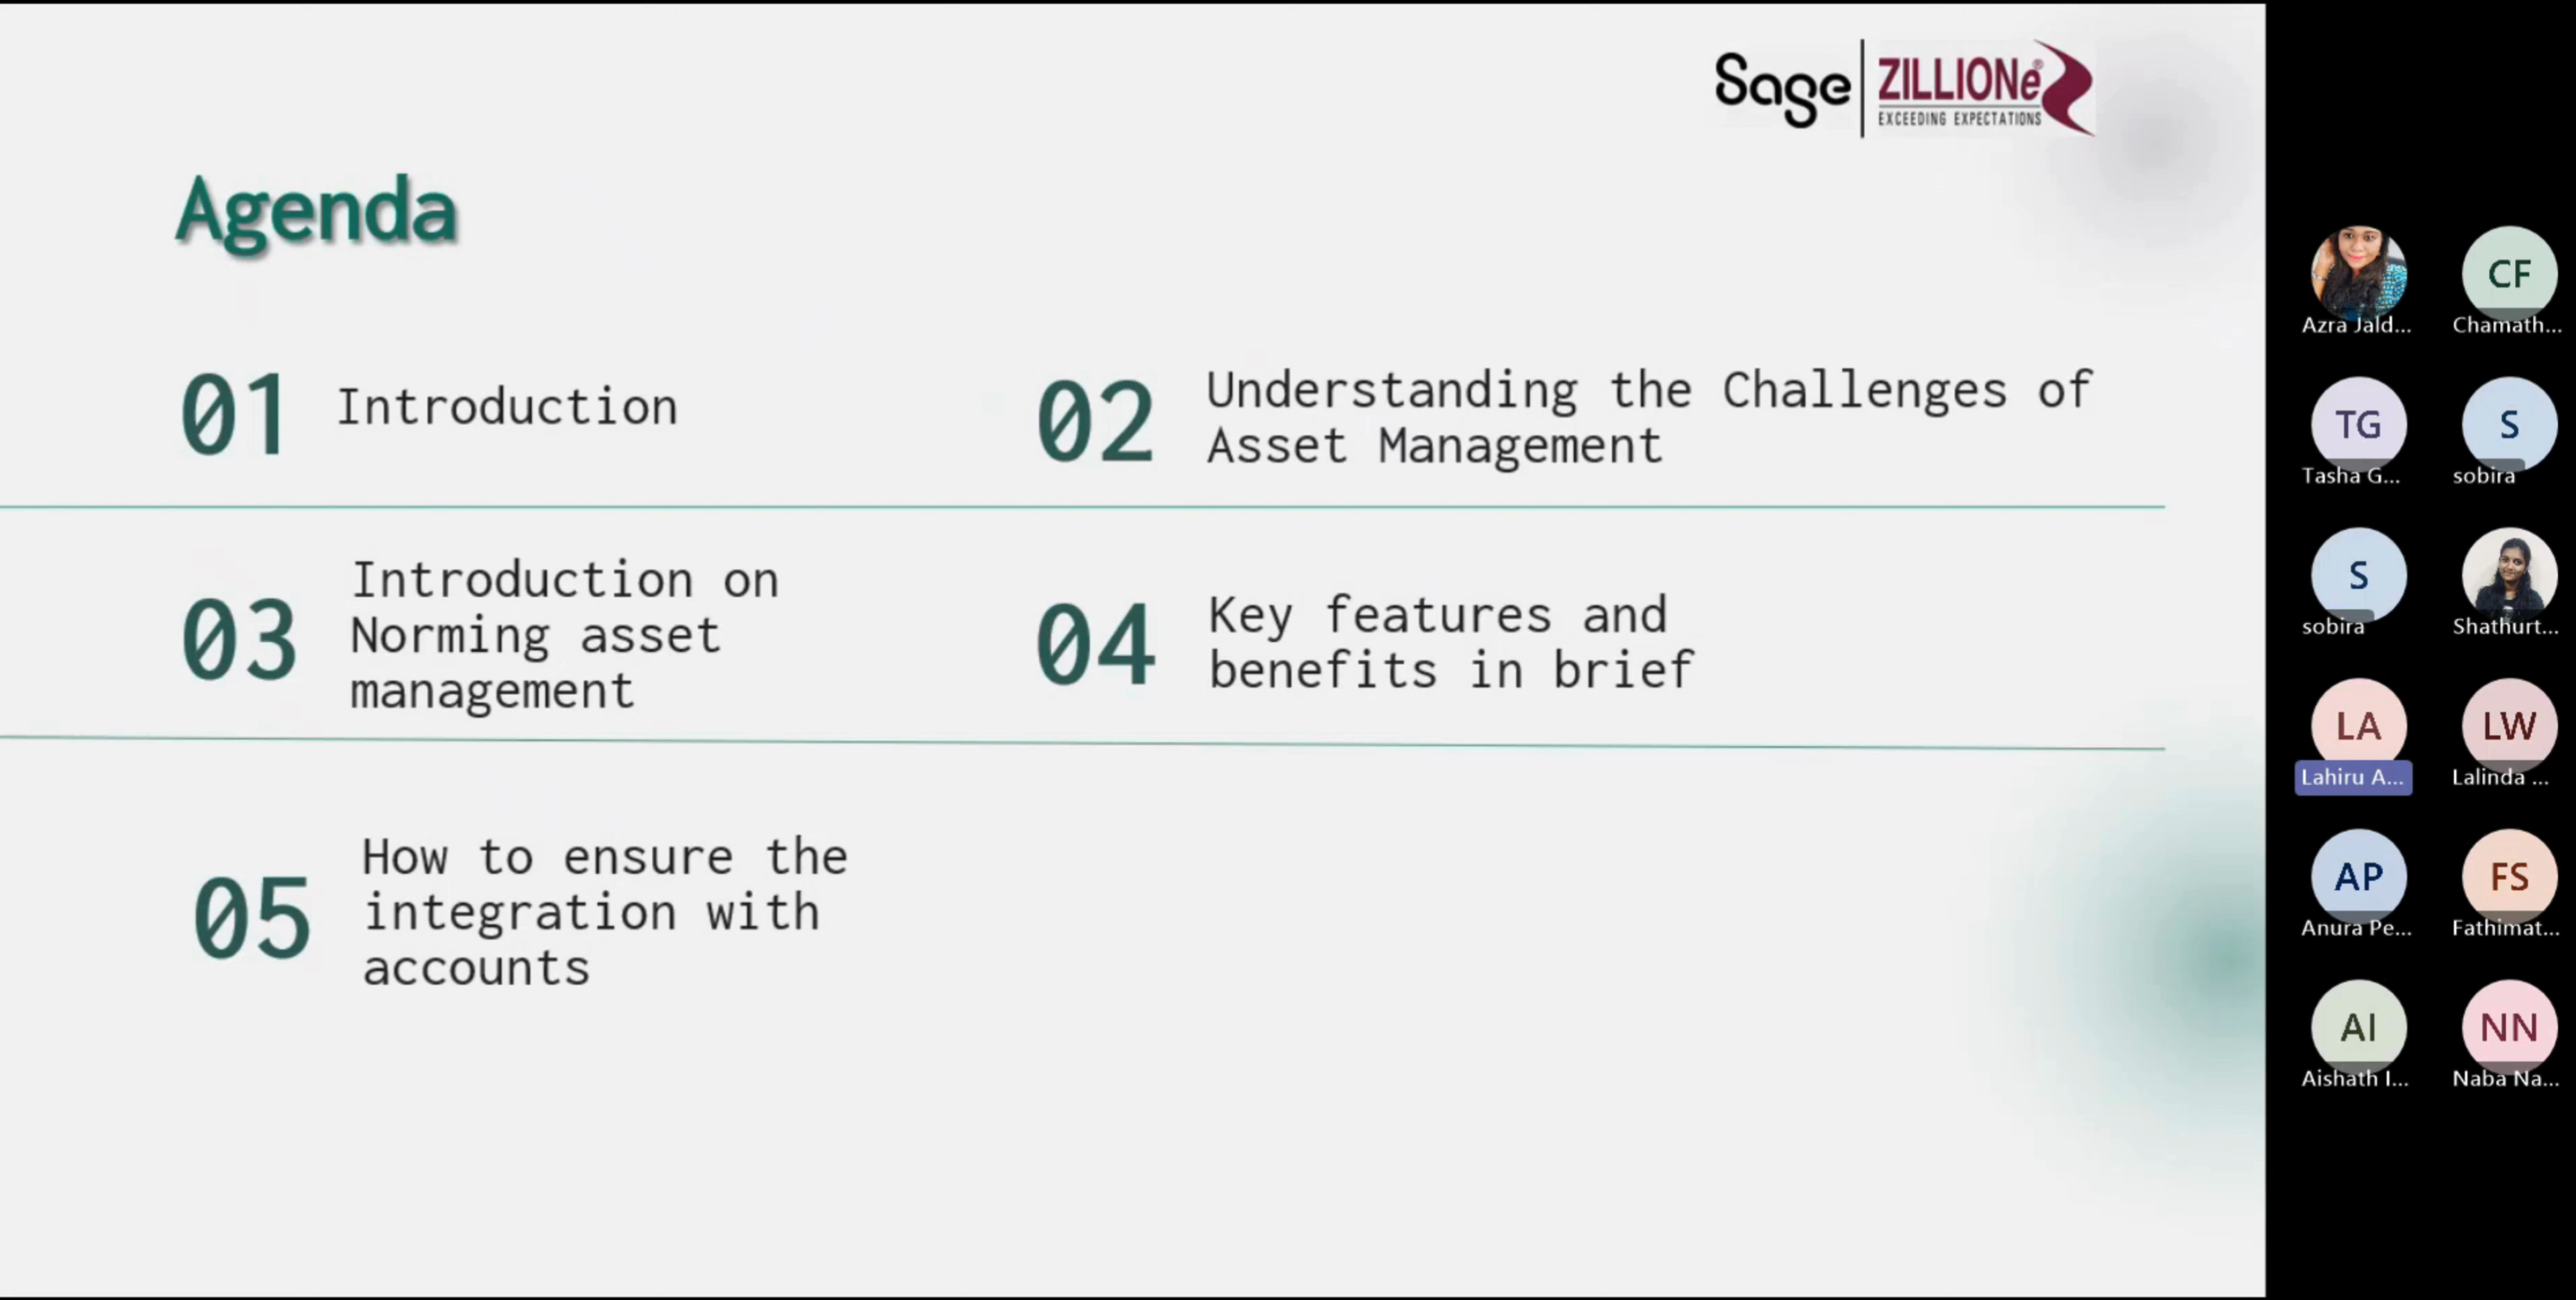 Sage
ZILLIONe®
EXCEEDING EXPECTATIONS
Agenda
01
Introduction
02
Understanding the Challenges of
Asset Management
03
Introduction on
Norming asset
management
04
Key features and
benefits in brief
05
How to ensure the
integration with
accounts
Azra Jald...
CF
Chamath...
TG
Tasha G...
S
sobira
S
sobira
Shathurt...
LA
Lahiru A...
LW
Lalinda ...
AP
Anura Pe...
FS
Fathimat...
AI
Aishath I...
NN
Naba Na...